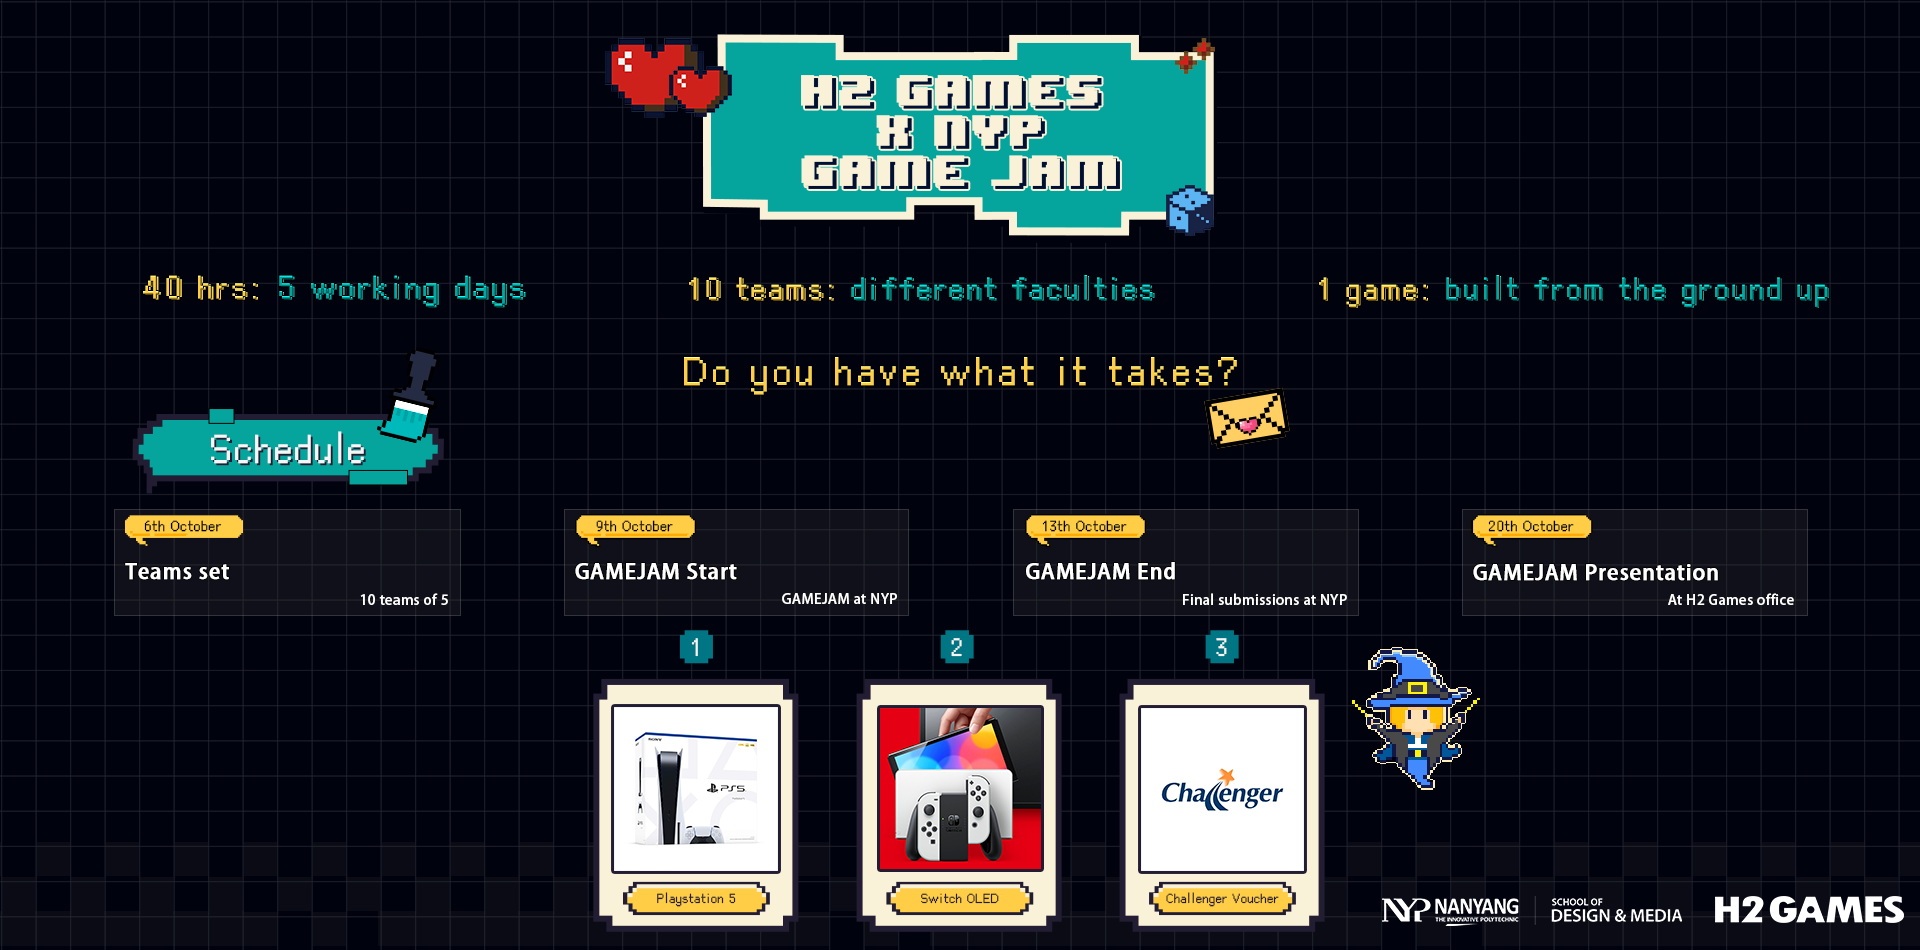 H2 GAMES
X NYP
GAME JAM
40 hrs: 5 working days
10 teams: different faculties
1 game: built from the ground up
Do you have what it takes?
Schedule
6th October
Teams set
10 teams of 5
9th October
GAMEJAM Start
GAMEJAM at NYP
13th October
GAMEJAM End
Final submissions at NYP
20th October
GAMEJAM Presentation
At H2 Games office
1
2
3
SONY
PS5
Challenger
Playstation 5
Switch OLED
Challenger Voucher
NYP NANYANG
THE INNOVATIVE POLYTECHNIC
SCHOOL OF
DESIGN & MEDIA
H2 GAMES